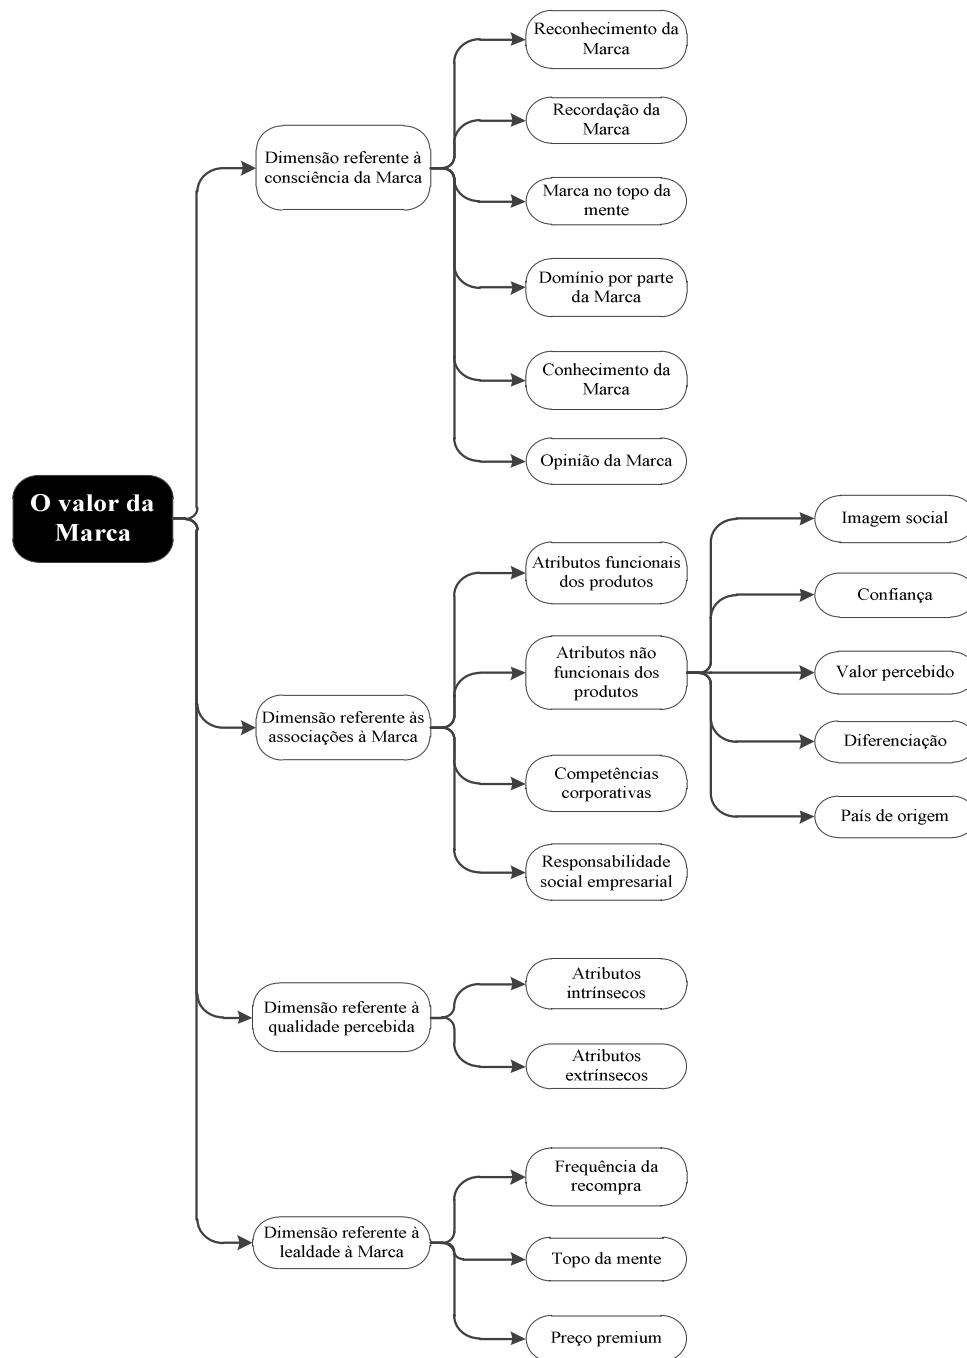 Reconhecimento da
Marca
Recordação da
Marca
Dimensão referente à
consciência da Marca
Marca no topo da
mente
Domínio por parte
da Marca
Conhecimento da
Marca
Opinião da Marca
O valor da
Marca
Imagem social
Atributos funcionais
dos produtos
Confiança
Atributos não
funcionais dos
produtos
Valor percebido
Dimensão referente às
associações à Marca
Diferenciação
Competências
corporativas
País de origem
Responsabilidade
social empresarial
Atributos
intrínsecos
Dimensão referente à
qualidade percebida
Atributos
extrínsecos
Frequência da
recompra
Dimensão referente à
lealdade à Marca
Topo da mente
Preço premium